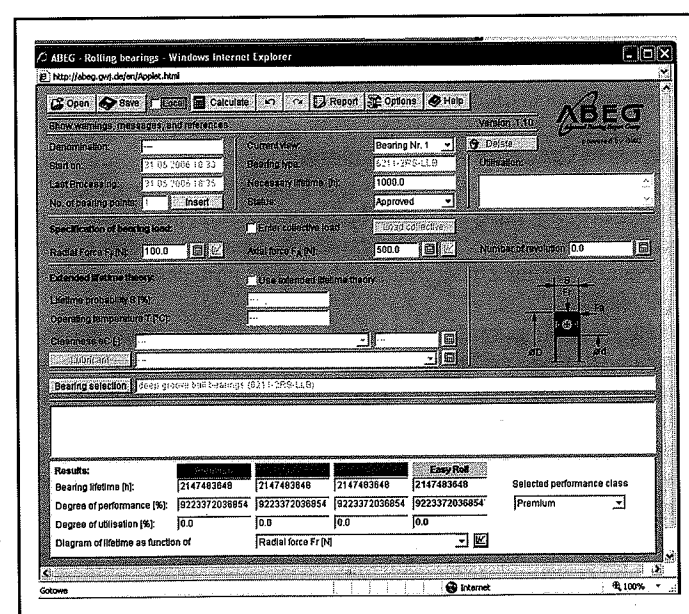 ABEG - Rolling bearings - Windows Internet Explorer
http://abeg.gwj.de/en/Applet.html
Open Save Local Calculate Report Options Help
Show warnings, messages, and references Version 1.10
ABEG
Denomination: --- Current view: Bearing Nr. 1 Delete
Start on: 31.05.2006 18:33 Bearing type: 6211-2RS-LLB Utilisation:
Last Processing: 31.05.2006 18:35 Necessary lifetime [h]: 1000.0
No. of bearing points: 1 Insert Status: Approved
Specification of bearing load: Enter collective load Load collective
Radial Force Fr [N] 100.0 Axial force FA [N] 500.0 Number of revolution 0.0
Extended lifetime theory: Use extended lifetime theory
Lifetime probability S [%]: ---
Operating temperature T [°C]: ---
Cleanness eC [-]: --- ---
Lubricant --
B
Fr
Fa
øD ød
Bearing selection deep groove ball bearings (6211-2RS-LLB)
Results: Easy Roll
Bearing lifetime [h]: 2147483648 2147483648 2147483648 2147483648 Selected performance class
Degree of performance [%]: 9223372036854 9223372036854 9223372036854 9223372036854 Premium
Degree of utilisation [%]: 0.0 0.0 0.0 0.0
Diagram of lifetime as function of Radial force Fr [N]
Gotowe Internet 100%